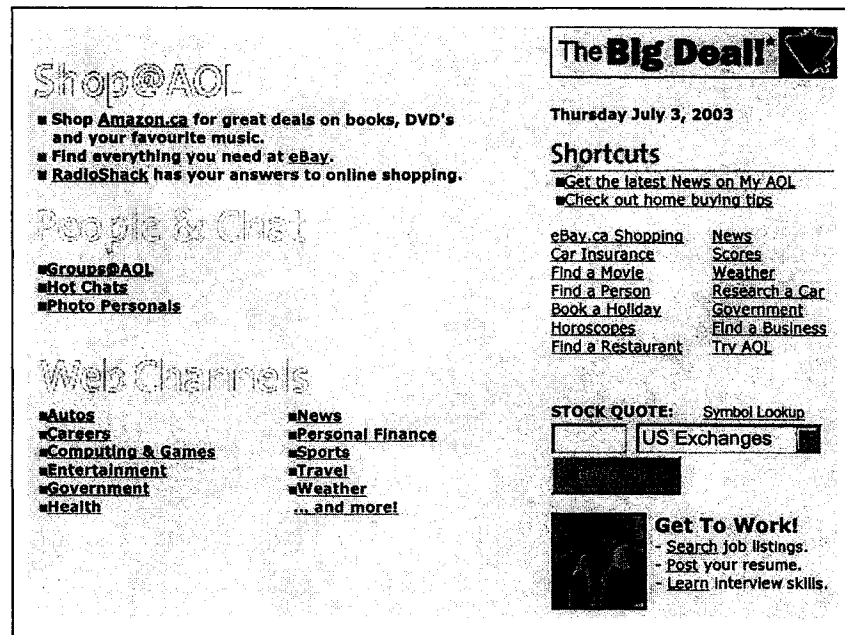 Shop@AOL
■ Shop Amazon.ca for great deals on books, DVD's
and your favourite music.
■ Find everything you need at eBay.
■ RadioShack has your answers to online shopping.
People & Chat
■Groups@AOL
■Hot Chats
■Photo Personals
Web Channels
■Autos
■Careers
■Computing & Games
■Entertainment
■Government
■Health
■News
■Personal Finance
■Sports
■Travel
■Weather
... and more!
The Big Deal!*
Thursday July 3, 2003
Shortcuts
■Get the latest News on My AOL
■Check out home buying tips
eBay.ca Shopping
Car Insurance
Find a Movie
Find a Person
Book a Holiday
Horoscopes
Find a Restaurant
News
Scores
Weather
Research a Car
Government
Find a Business
Try AOL
STOCK QUOTE: Symbol Lookup
US Exchanges
Get To Work!
- Search job listings.
- Post your resume.
- Learn interview skills.